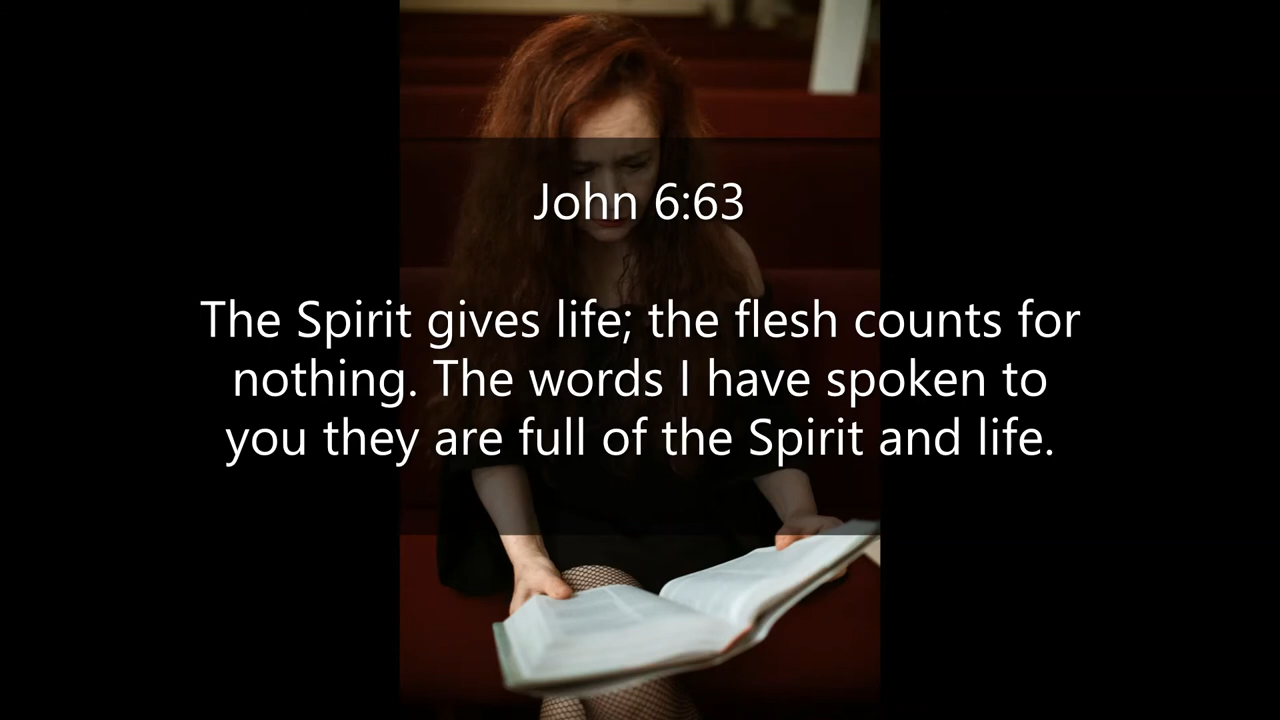 John 6:63
The Spirit gives life; the flesh counts for
nothing. The words I have spoken to
you they are full of the Spirit and life.